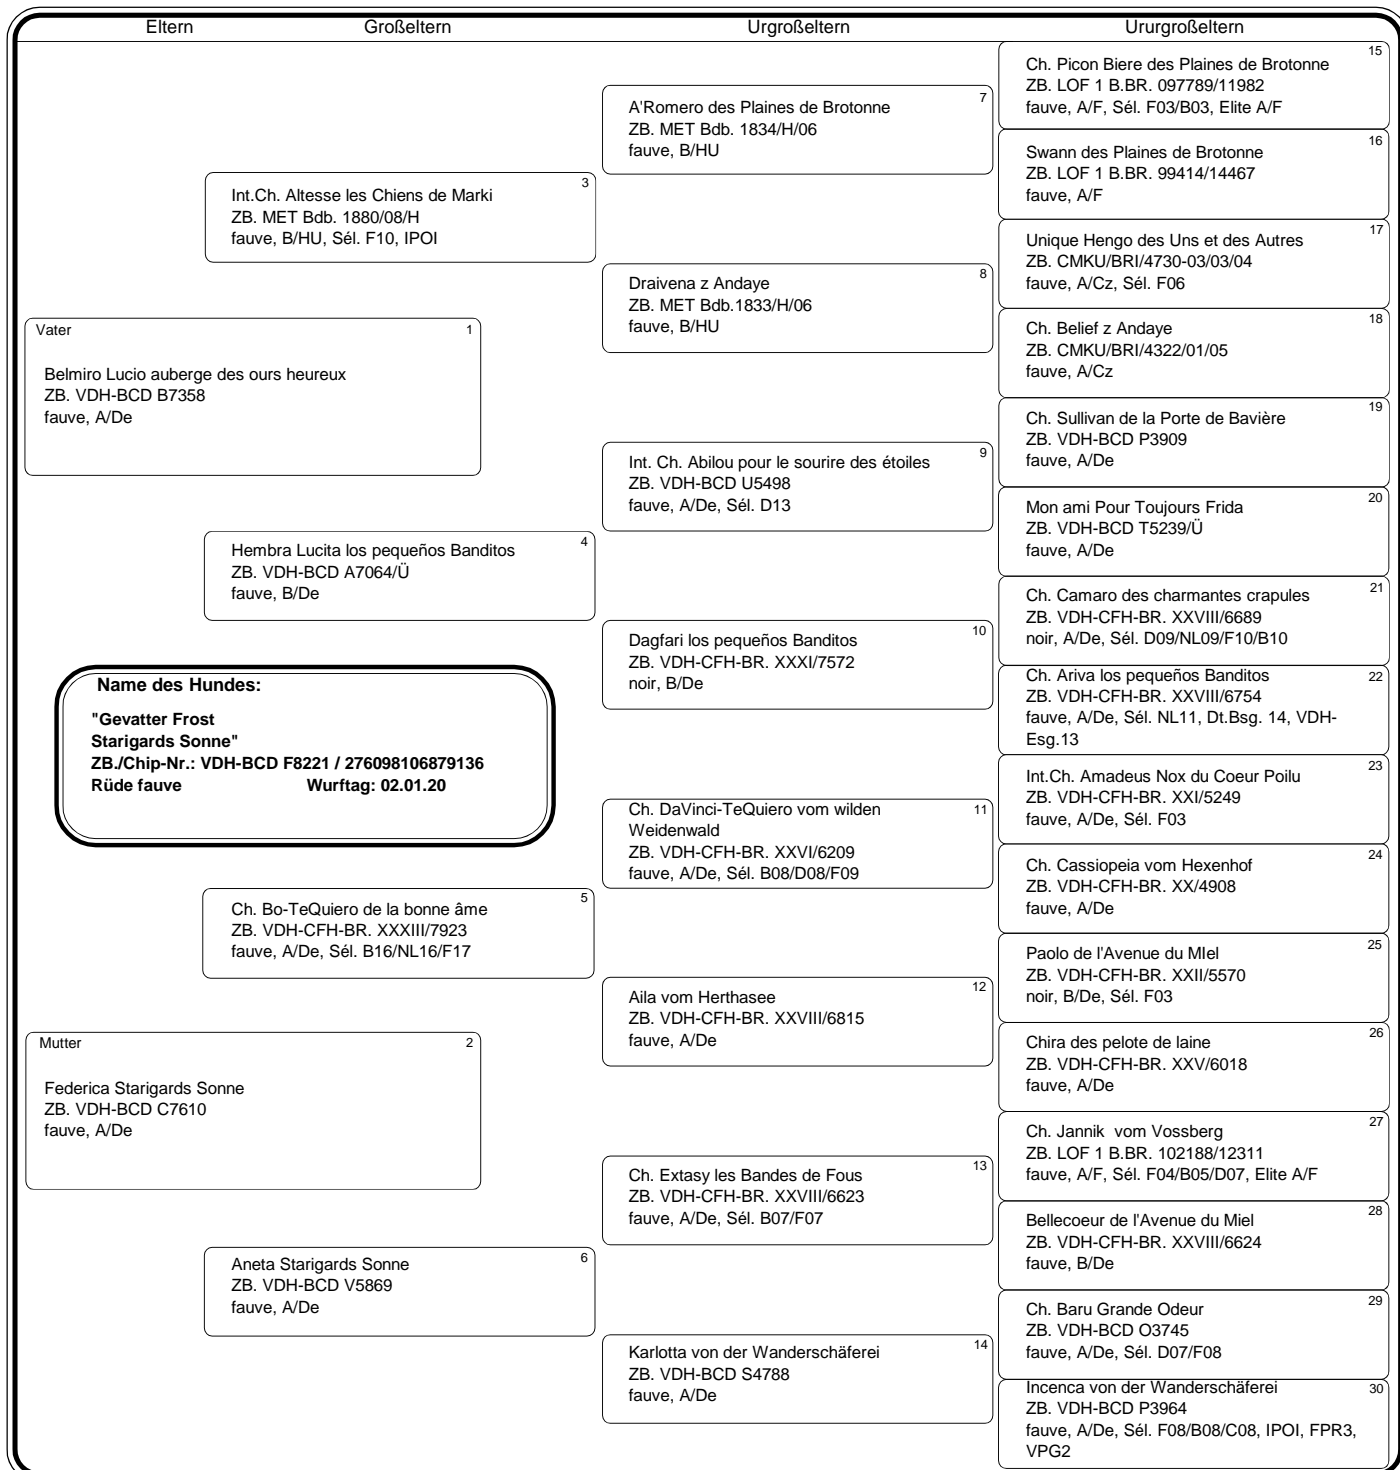 Eltern Großeltern Urgroßeltern Ururgroßeltern
Vater 1
Belmiro Lucio auberge des ours heureux
ZB. VDH-BCD B7358
fauve, A/De
Mutter 2
Federica Starigards Sonne
ZB. VDH-BCD C7610
fauve, A/De
Name des Hundes:
"Gevatter Frost
Starigards Sonne"
ZB./Chip-Nr.: VDH-BCD F8221 / 276098106879136
Rüde fauve Wurftag: 02.01.20
3
Int.Ch. Altesse les Chiens de Marki
ZB. MET Bdb. 1880/08/H
fauve, B/HU, Sél. F10, IPOI
4
Hembra Lucita los pequeños Banditos
ZB. VDH-BCD A7064/Ü
fauve, B/De
5
Ch. Bo-TeQuiero de la bonne âme
ZB. VDH-CFH-BR. XXXIII/7923
fauve, A/De, Sél. B16/NL16/F17
6
Aneta Starigards Sonne
ZB. VDH-BCD V5869
fauve, A/De
7
A'Romero des Plaines de Brotonne
ZB. MET Bdb. 1834/H/06
fauve, B/HU
8
Draivena z Andaye
ZB. MET Bdb.1833/H/06
fauve, B/HU
9
Int. Ch. Abilou pour le sourire des étoiles
ZB. VDH-BCD U5498
fauve, A/De, Sél. D13
10
Dagfari los pequeños Banditos
ZB. VDH-CFH-BR. XXXI/7572
noir, B/De
11
Ch. DaVinci-TeQuiero vom wilden
Weidenwald
ZB. VDH-CFH-BR. XXVI/6209
fauve, A/De, Sél. B08/D08/F09
12
Aila vom Herthasee
ZB. VDH-CFH-BR. XXVIII/6815
fauve, A/De
13
Ch. Extasy les Bandes de Fous
ZB. VDH-CFH-BR. XXVIII/6623
fauve, A/De, Sél. B07/F07
14
Karlotta von der Wanderschäferei
ZB. VDH-BCD S4788
fauve, A/De
15
Ch. Picon Biere des Plaines de Brotonne
ZB. LOF 1 B.BR. 097789/11982
fauve, A/F, Sél. F03/B03, Elite A/F
16
Swann des Plaines de Brotonne
ZB. LOF 1 B.BR. 99414/14467
fauve, A/F
17
Unique Hengo des Uns et des Autres
ZB. CMKU/BRI/4730-03/03/04
fauve, A/Cz, Sél. F06
18
Ch. Belief z Andaye
ZB. CMKU/BRI/4322/01/05
fauve, A/Cz
19
Ch. Sullivan de la Porte de Bavière
ZB. VDH-BCD P3909
fauve, A/De
20
Mon ami Pour Toujours Frida
ZB. VDH-BCD T5239/Ü
fauve, A/De
21
Ch. Camaro des charmantes crapules
ZB. VDH-CFH-BR. XXVIII/6689
noir, A/De, Sél. D09/NL09/F10/B10
22
Ch. Ariva los pequeños Banditos
ZB. VDH-CFH-BR. XXVIII/6754
fauve, A/De, Sél. NL11, Dt.Bsg. 14, VDH-
Esg.13
23
Int.Ch. Amadeus Nox du Coeur Poilu
ZB. VDH-CFH-BR. XXI/5249
fauve, A/De, Sél. F03
24
Ch. Cassiopeia vom Hexenhof
ZB. VDH-CFH-BR. XX/4908
fauve, A/De
25
Paolo de l'Avenue du MIel
ZB. VDH-CFH-BR. XXII/5570
noir, B/De, Sél. F03
26
Chira des pelote de laine
ZB. VDH-CFH-BR. XXV/6018
fauve, A/De
27
Ch. Jannik vom Vossberg
ZB. LOF 1 B.BR. 102188/12311
fauve, A/F, Sél. F04/B05/D07, Elite A/F
28
Bellecoeur de l'Avenue du Miel
ZB. VDH-CFH-BR. XXVIII/6624
fauve, B/De
29
Ch. Baru Grande Odeur
ZB. VDH-BCD O3745
fauve, A/De, Sél. D07/F08
30
Incenca von der Wanderschäferei
ZB. VDH-BCD P3964
fauve, A/De, Sél. F08/B08/C08, IPOI, FPR3,
VPG2